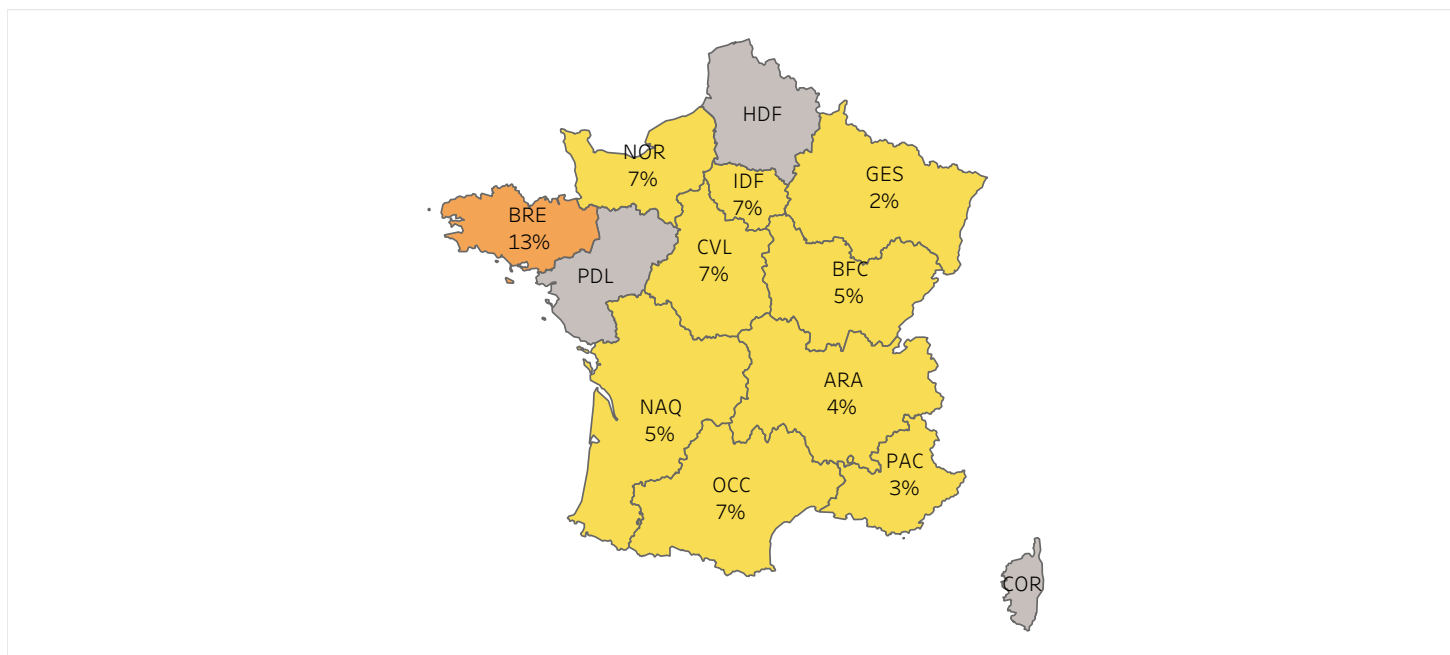 HDF
NOR
7%
IDF
7%
GES
2%
BRE
13%
CVL
7%
PDL
BFC
5%
ARA
4%
NAQ
5%
PAC
3%
OCC
7%
COR